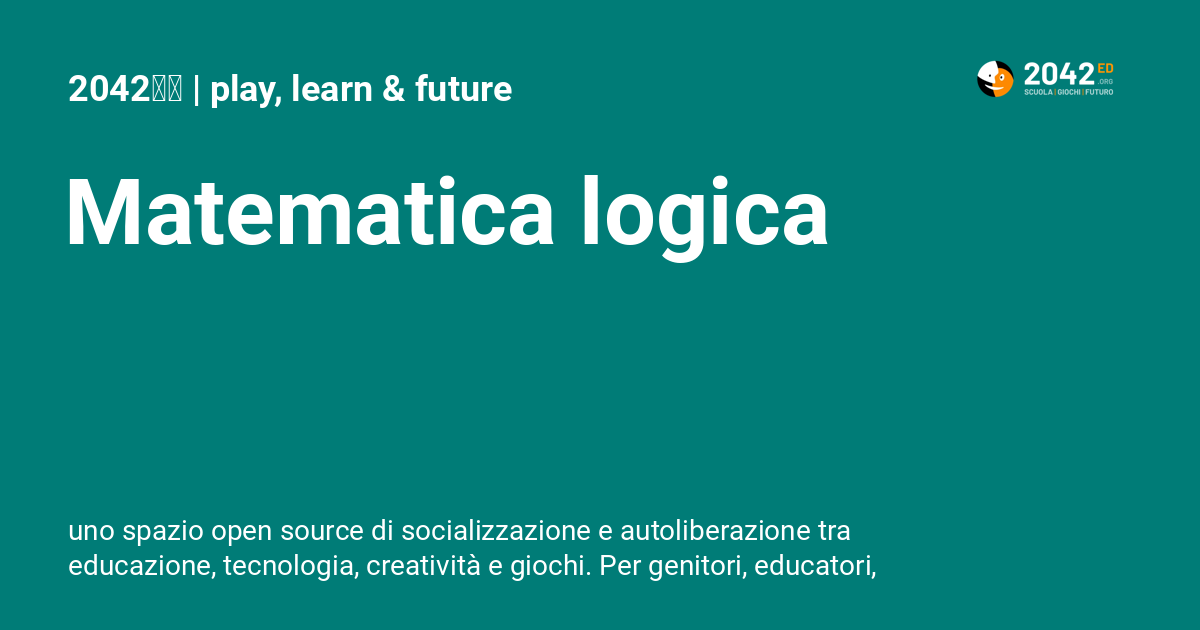 2042 | play, learn & future
2042 ED
.ORG
SCUOLA | GIOCHI | FUTURO
Matematica logica
uno spazio open source di socializzazione e autoliberazione tra
educazione, tecnologia, creatività e giochi. Per genitori, educatori,